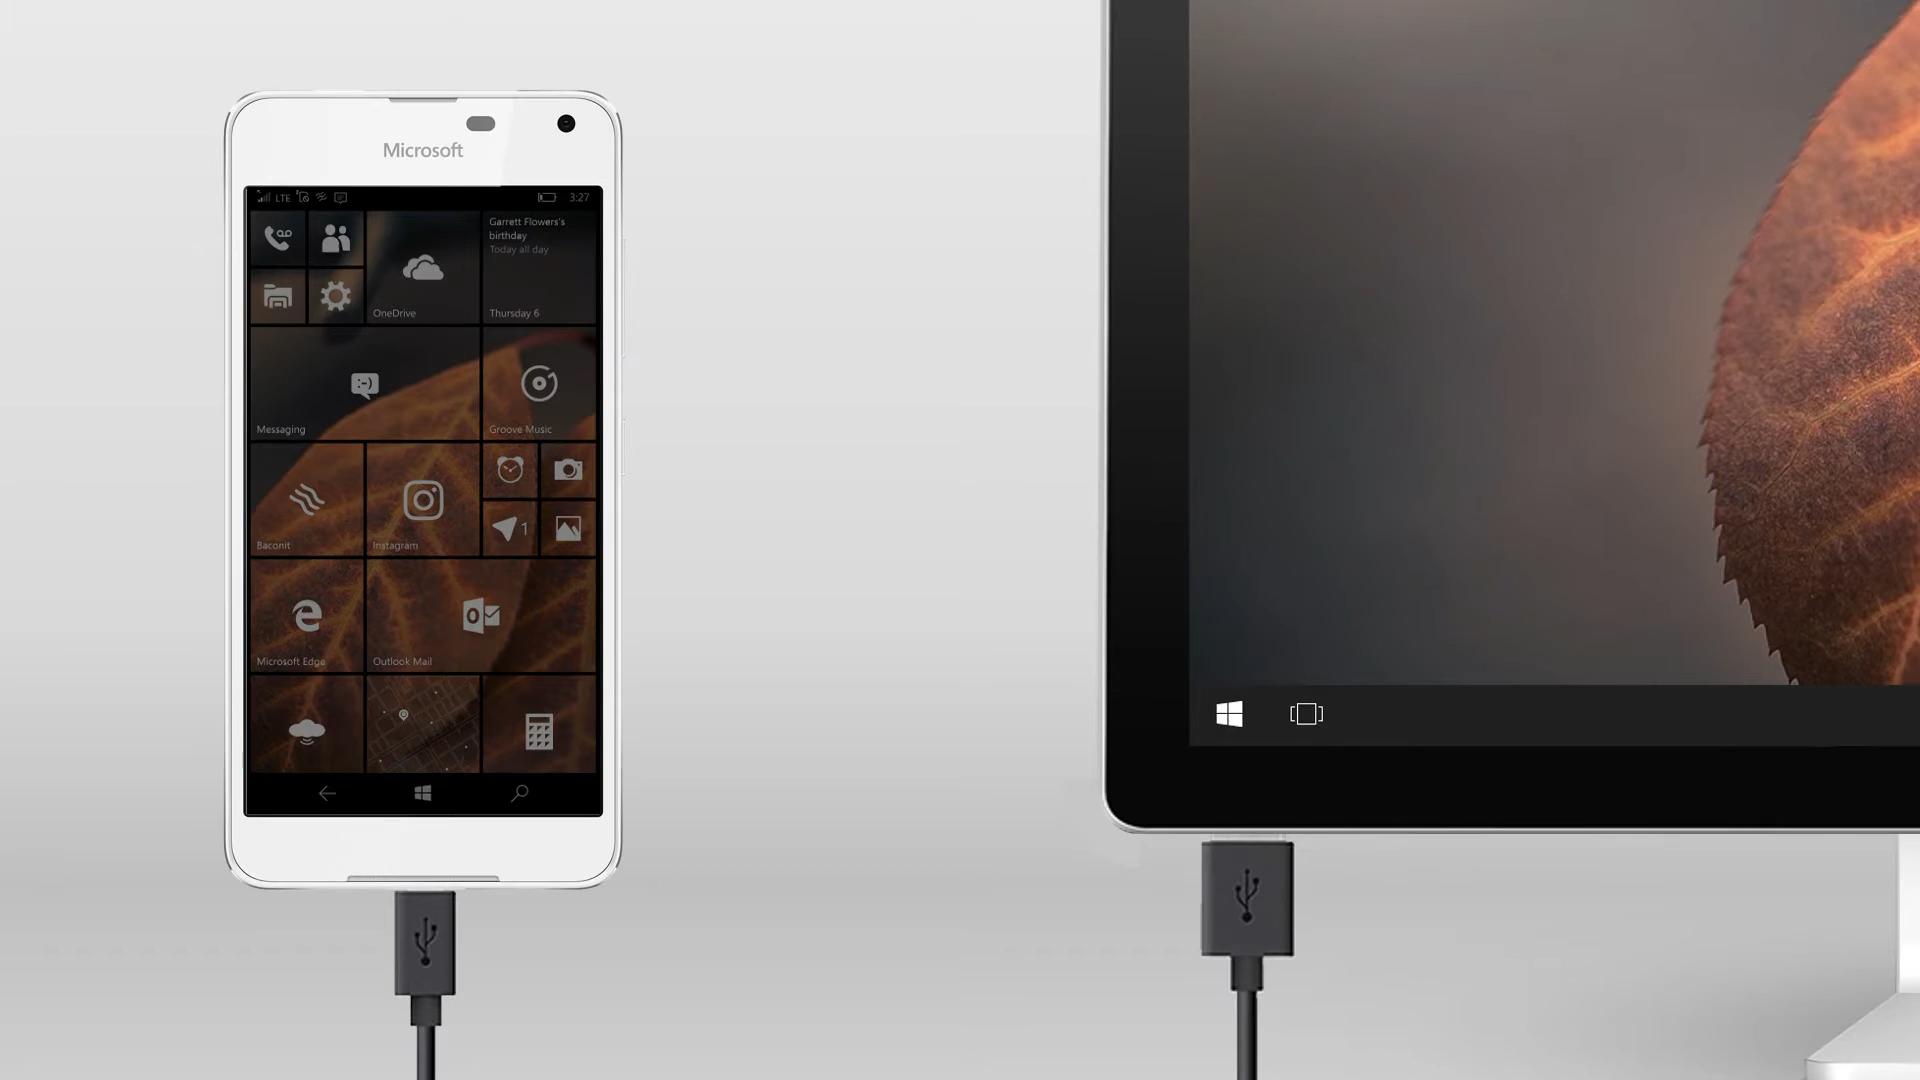 Microsoft
LTE
3:27
Garrett Flowers's
birthday
Today all day
OneDrive
Thursday 6
Messaging
Groove Music
Baconit
Instagram
1
Microsoft Edge
Outlook Mail